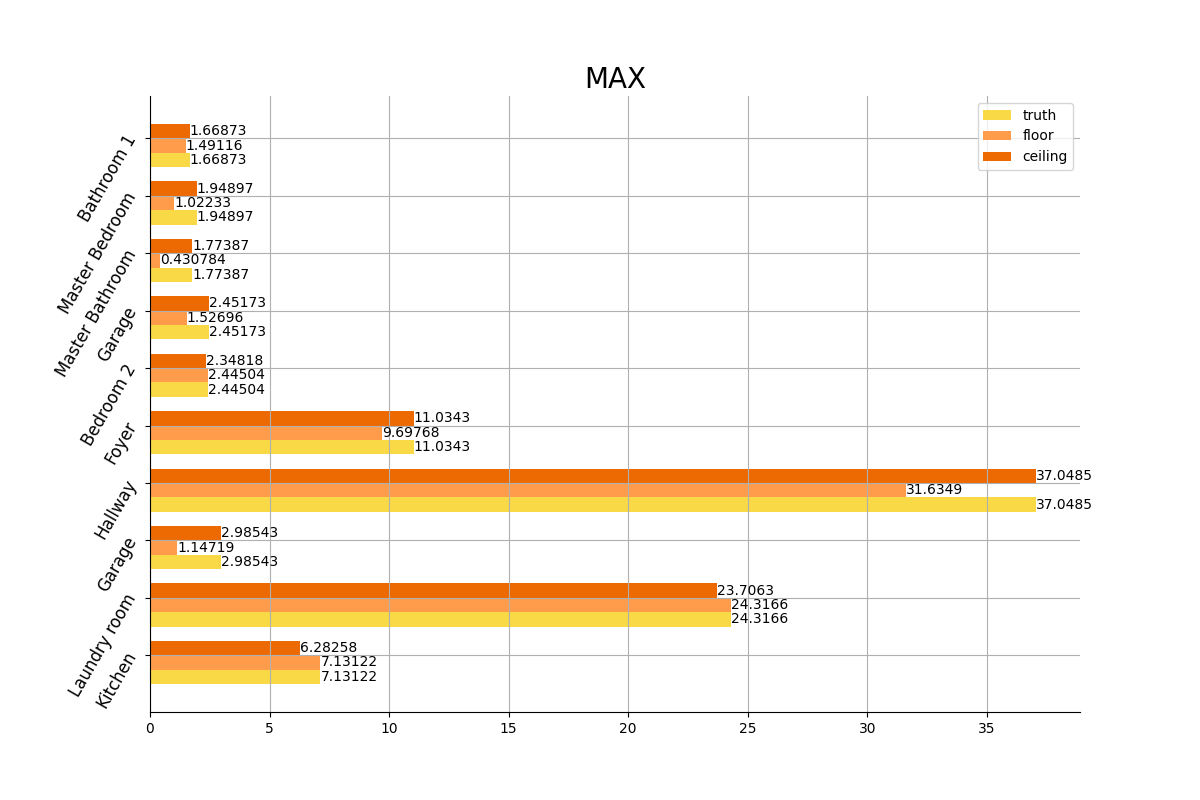 MAX
truth
floor
ceiling
Bathroom 1
1.66873
1.49116
1.66873
Master Bedroom
1.94897
1.02233
1.94897
Master Bathroom
1.77387
0.430784
1.77387
Garage
2.45173
1.52696
2.45173
Bedroom 2
2.34818
2.44504
2.44504
Foyer
11.0343
9.69768
11.0343
Hallway
37.0485
31.6349
37.0485
Garage
2.98543
1.14719
2.98543
Laundry room
23.7063
24.3166
24.3166
Kitchen
6.28258
7.13122
7.13122
0 5 10 15 20 25 30 35